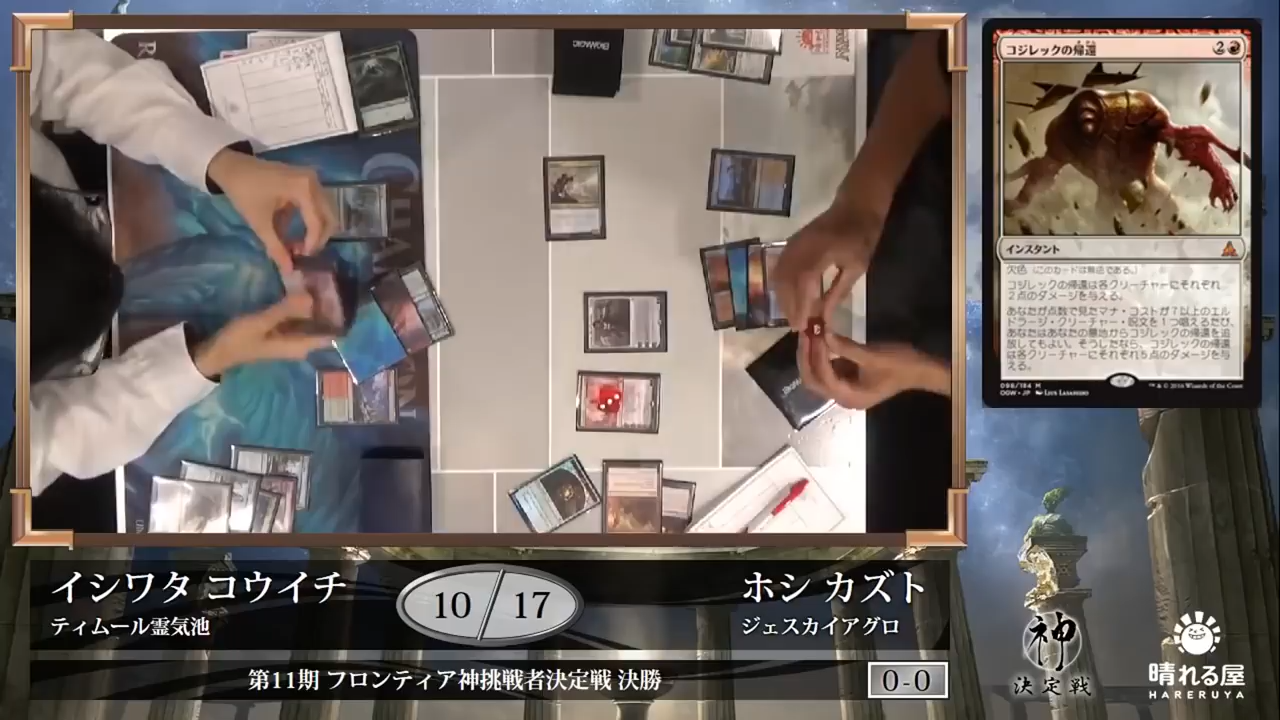 コジレックの帰還
2
インスタント
欠色（このカードは無色である。）
コジレックの帰還は各クリーチャーにそれぞれ
２点のダメージを与える。
あなたが点数で見たマナ・コストが７以上のエル
ドラージ・クリーチャー・呪文を１つ唱えるたび、
あなたはあなたの墓地からコジレックの帰還を追
放してもよい。そうしたなら、コジレックの帰還
は各クリーチャーにそれぞれ５点のダメージを与
える。
098/184 M
OGW • JP
™ & © 2016 Wizards of the Coast
イシワタ コウイチ
ティムール霊気池
10 / 17
ホシ カズト
ジェスカイアグロ
第11期 フロンティア神挑戦者決定戦 決勝
0-0
神
決定戦
晴れる屋
HARERUYA